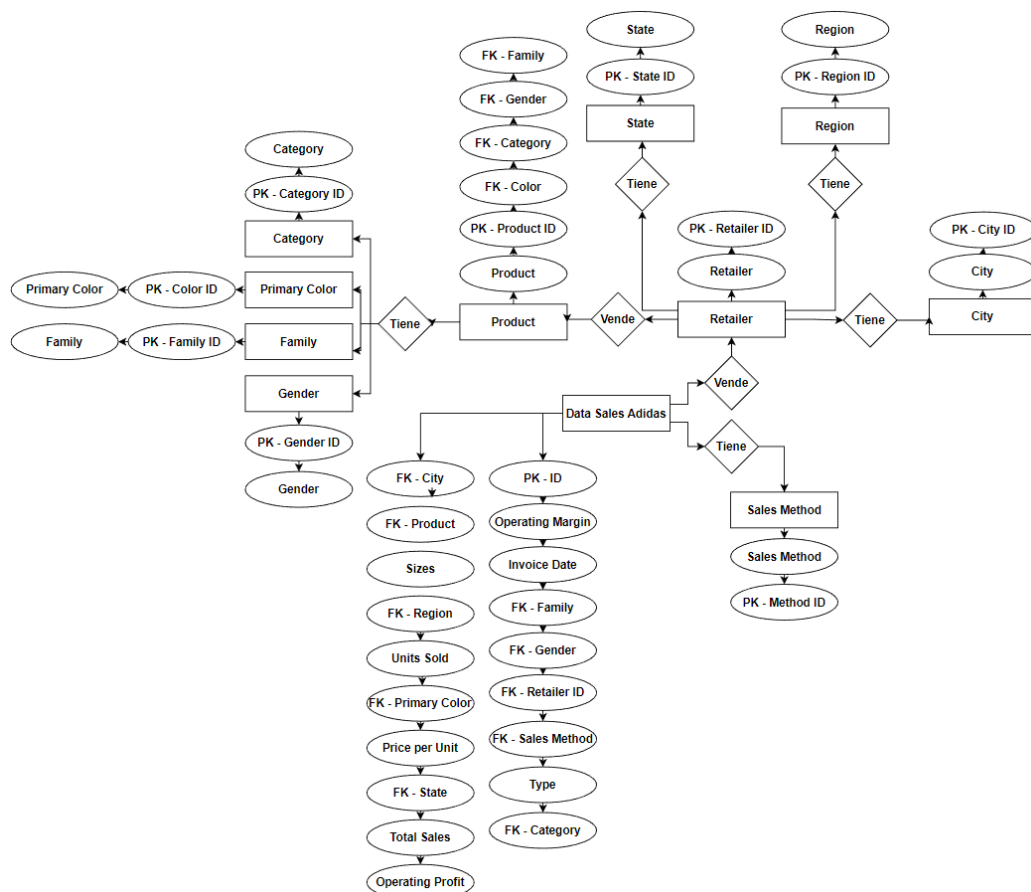 State
Region
FK - Family
PK - State ID
PK - Region ID
FK - Gender
State
Region
FK - Category
Category
Tiene
Tiene
FK - Color
PK - Category ID
PK - Product ID
PK - Retailer ID
PK - City ID
Category
Product
Retailer
City
Primary Color
PK - Color ID
Primary Color
Tiene
Product
Vende
Retailer
Tiene
City
Family
PK - Family ID
Family
Gender
Vende
Data Sales Adidas
PK - Gender ID
Tiene
Gender
FK - City
PK - ID
FK - Product
Operating Margin
Sales Method
Sizes
Invoice Date
Sales Method
FK - Region
FK - Family
PK - Method ID
Units Sold
FK - Gender
FK - Primary Color
FK - Retailer ID
Price per Unit
FK - Sales Method
FK - State
Type
Total Sales
FK - Category
Operating Profit